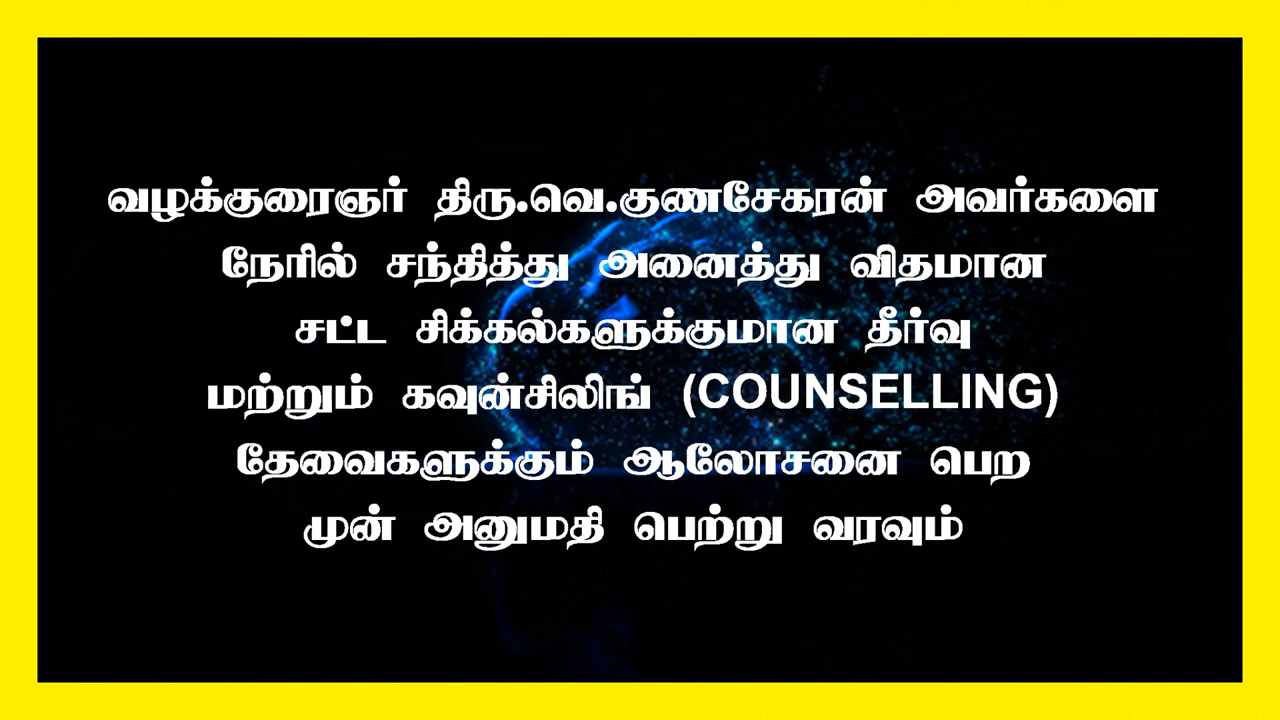 வழக்குரைஞர் திரு.வெ.குணசேகரன் அவர்களை
நேரில் சந்தித்து அனைத்து விதமான
சட்ட சிக்கல்களுக்குமான தீர்வு
மற்றும் கவுன்சிலிங் (COUNSELLING)
தேவைகளுக்கும் ஆலோசனை பெற
முன் அனுமதி பெற்று வரவும்